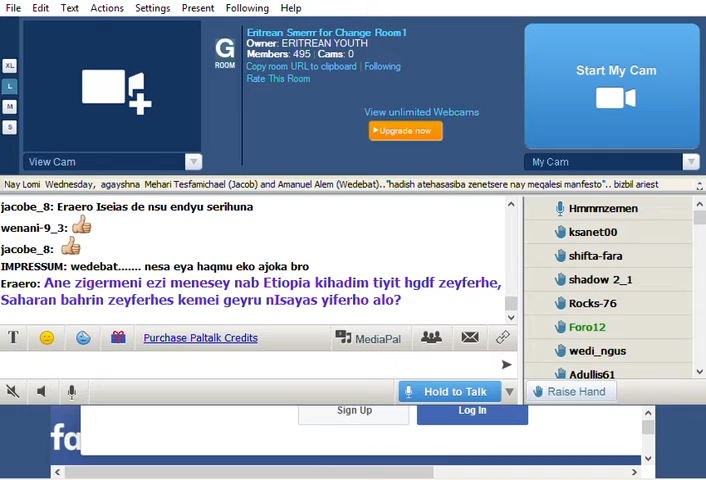 File Edit Text Actions Settings Present Following Help
XL
L
M
S
View Cam
G
ROOM
Eritrean Smerrr for Change Room1
Owner: ERITREAN YOUTH
Members: 495 | Cams: 0
Copy room URL to clipboard | Following
Rate This Room
View unlimited Webcams
Upgrade now
Start My Cam
My Cam
Nay Lomi Wednesday, agayshna Mehari Tesfamichael (Jacob) and Amanuel Alem (Wedebat).."hadish atehasasiba zenetsere nay meqalesi manfesto".. bizbil ariest
jacobe_8: Eraero Iseias de nsu endyu serihuna
wenani-9_3:
jacobe_8:
IMPRESSUM: wedebat....... nesa eya haqmu eko ajoka bro
Eraero: Ane zigermeni ezi menesey nab Etiopia kihadim tiyit hgdf zeyferhe,
Saharan bahrin zeyferhes kemei geyru nIsayas yiferho alo?
Hmmmzemen
ksanet00
shifta-fara
shadow 2_1
Rocks-76
Foro12
wedi_ngus
Adullis61
T
Purchase Paltalk Credits
MediaPal
Hold to Talk
Raise Hand
Sign Up
Log In
fa